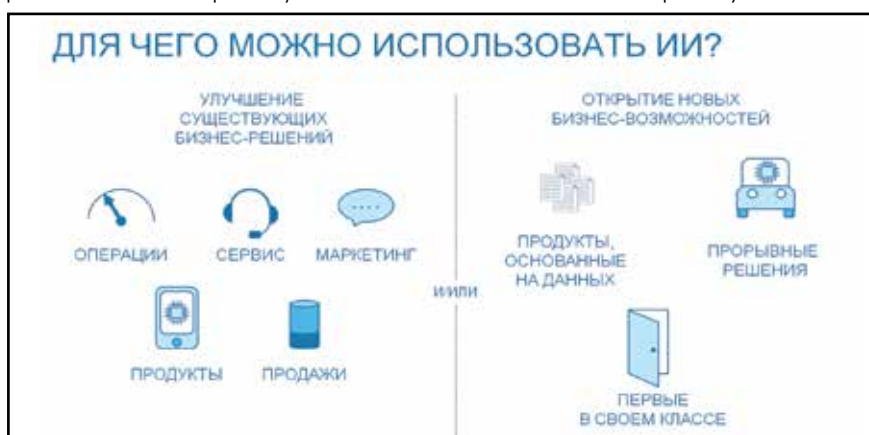 ДЛЯ ЧЕГО МОЖНО ИСПОЛЬЗОВАТЬ ИИ?
УЛУЧШЕНИЕ
СУЩЕСТВУЮЩИХ
БИЗНЕС-РЕШЕНИЙ
ОПЕРАЦИИ
СЕРВИС
МАРКЕТИНГ
ПРОДУКТЫ
ПРОДАЖИ
И/ИЛИ
ОТКРЫТИЕ НОВЫХ
БИЗНЕС-ВОЗМОЖНОСТЕЙ
ПРОДУКТЫ,
ОСНОВАННЫЕ
НА ДАННЫХ
ПРОРЫВНЫЕ
РЕШЕНИЯ
ПЕРВЫЕ
В СВОЕМ КЛАССЕ